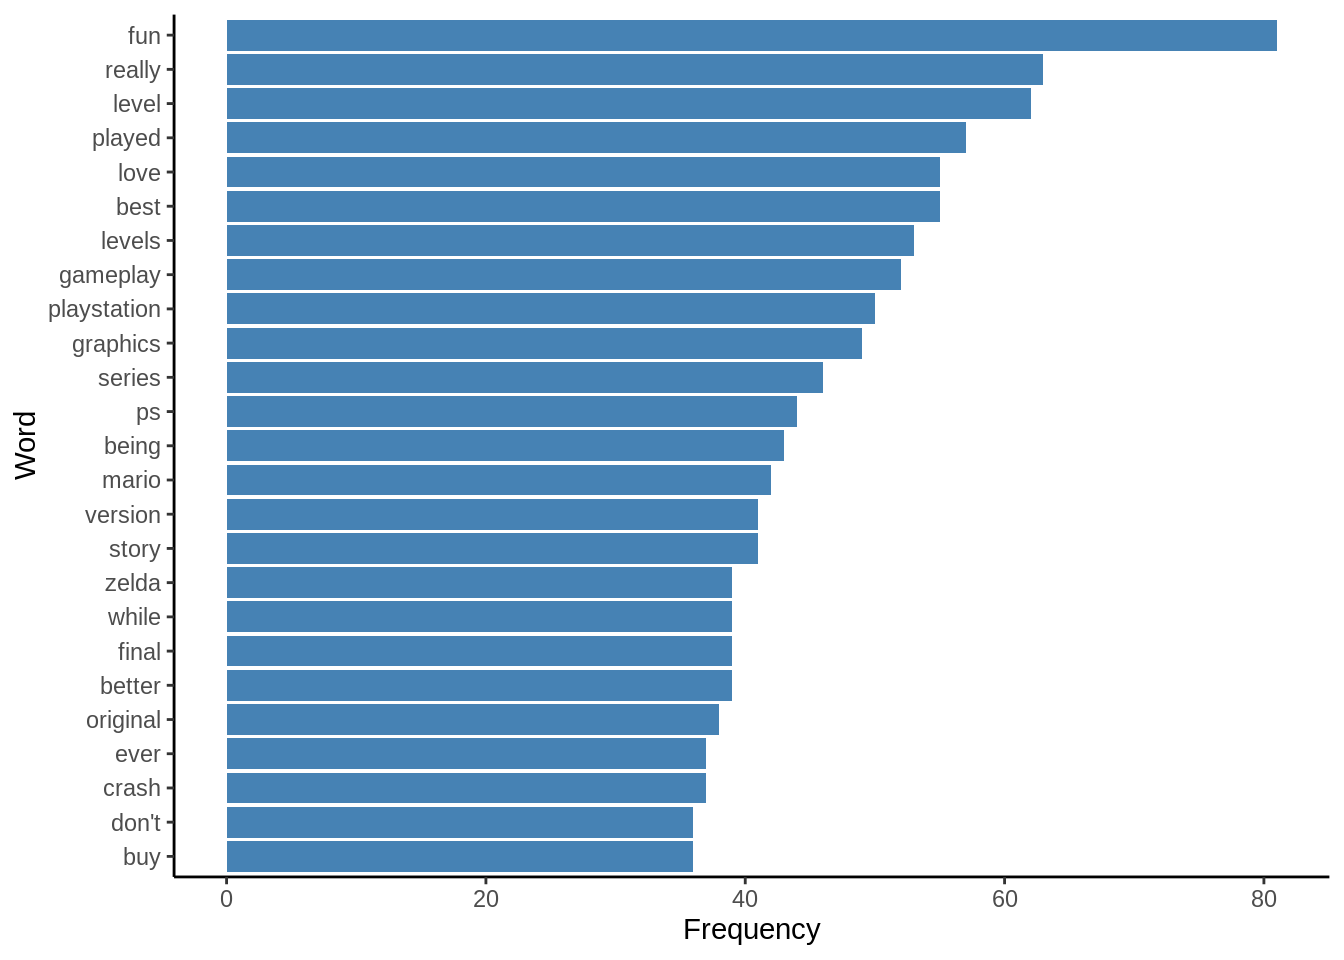 fun
really
level
played
love
best
levels
gameplay
playstation
graphics
series
ps
being
mario
version
story
zelda
while
final
better
original
ever
crash
don't
buy
Word
0 20 40 60 80
Frequency